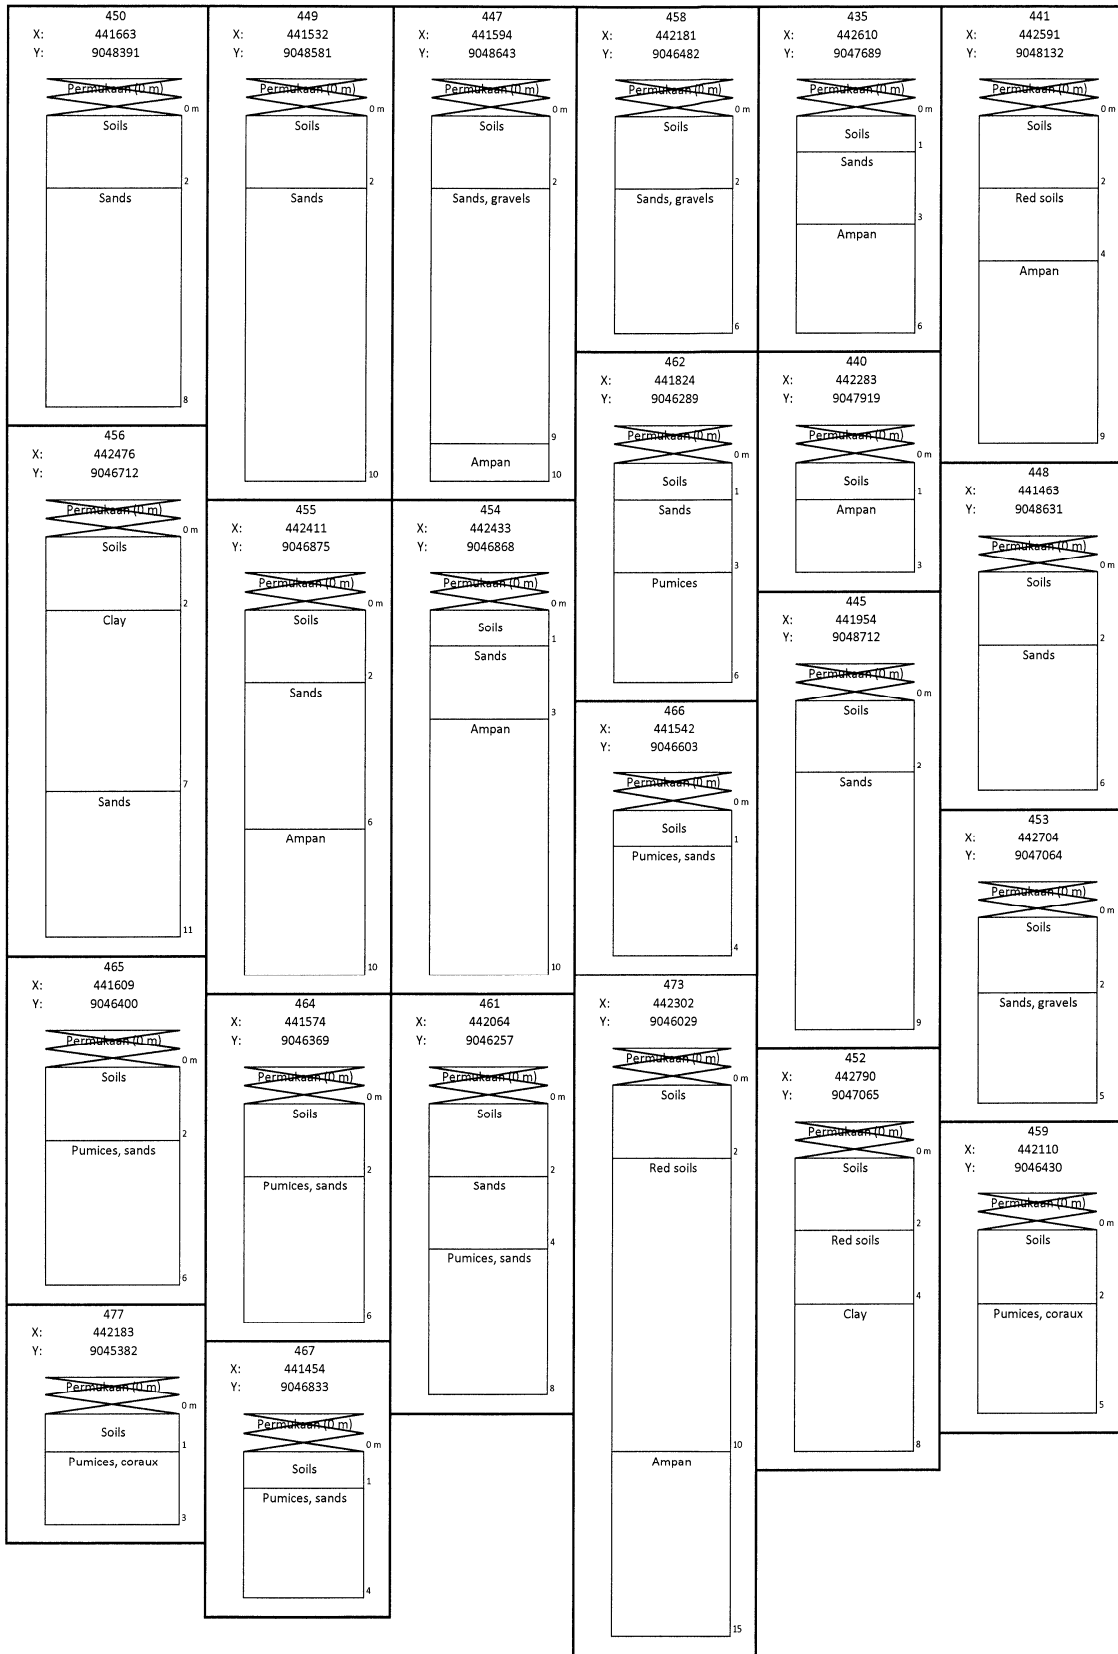 450
X: 441663
Y: 9048391
Permukaan (0 m)
0 m
Soils
2
Sands
8
456
X: 442476
Y: 9046712
Permukaan (0 m)
0 m
Soils
2
Clay
7
Sands
11
465
X: 441609
Y: 9046400
Permukaan (0 m)
0 m
Soils
2
Pumices, sands
6
477
X: 442183
Y: 9045382
Permukaan (0 m)
0 m
Soils
1
Pumices, coraux
3
449
X: 441532
Y: 9048581
Permukaan (0 m)
0 m
Soils
2
Sands
10
455
X: 442411
Y: 9046875
Permukaan (0 m)
0 m
Soils
2
Sands
6
Ampan
10
464
X: 441574
Y: 9046369
Permukaan (0 m)
0 m
Soils
2
Pumices, sands
6
467
X: 441454
Y: 9046833
Permukaan (0 m)
0 m
Soils
1
Pumices, sands
4
447
X: 441594
Y: 9048643
Permukaan (0 m)
0 m
Soils
2
Sands, gravels
9
Ampan
10
454
X: 442433
Y: 9046868
Permukaan (0 m)
0 m
Soils
1
Sands
3
Ampan
10
461
X: 442064
Y: 9046257
Permukaan (0 m)
0 m
Soils
2
Sands
4
Pumices, sands
8
458
X: 442181
Y: 9046482
Permukaan (0 m)
0 m
Soils
2
Sands, gravels
6
462
X: 441824
Y: 9046289
Permukaan (0 m)
0 m
Soils
1
Sands
3
Pumices
6
466
X: 441542
Y: 9046603
Permukaan (0 m)
0 m
Soils
1
Pumices, sands
4
473
X: 442302
Y: 9046029
Permukaan (0 m)
0 m
Soils
2
Red soils
10
Ampan
15
435
X: 442610
Y: 9047689
Permukaan (0 m)
0 m
Soils
1
Sands
3
Ampan
6
440
X: 442283
Y: 9047919
Permukaan (0 m)
0 m
Soils
1
Ampan
3
445
X: 441954
Y: 9048712
Permukaan (0 m)
0 m
Soils
2
Sands
9
452
X: 442790
Y: 9047065
Permukaan (0 m)
0 m
Soils
2
Red soils
4
Clay
8
441
X: 442591
Y: 9048132
Permukaan (0 m)
0 m
Soils
2
Red soils
4
Ampan
9
448
X: 441463
Y: 9048631
Permukaan (0 m)
0 m
Soils
2
Sands
6
453
X: 442704
Y: 9047064
Permukaan (0 m)
0 m
Soils
2
Sands, gravels
5
459
X: 442110
Y: 9046430
Permukaan (0 m)
0 m
Soils
2
Pumices, coraux
5